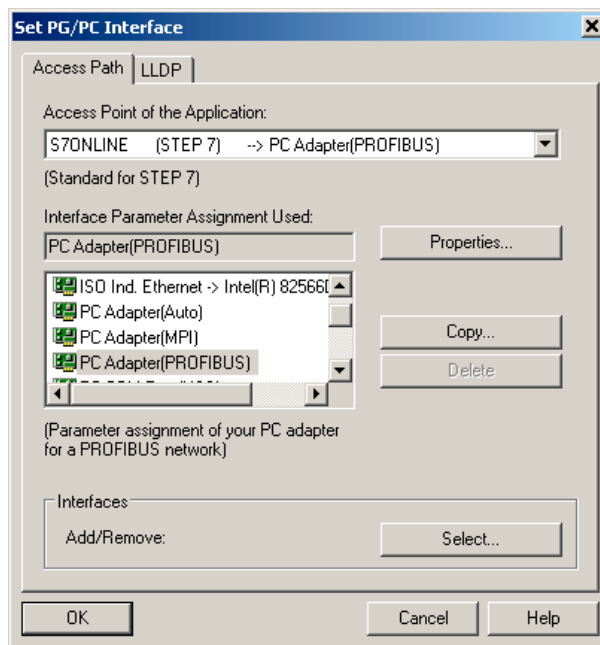 Set PG/PC Interface
Access Path
LLDP
Access Point of the Application:
S7ONLINE (STEP 7) --> PC Adapter(PROFIBUS)
(Standard for STEP 7)
Interface Parameter Assignment Used:
PC Adapter(PROFIBUS)
Properties...
ISO Ind. Ethernet -> Intel(R) 82566
PC Adapter(Auto)
PC Adapter(MPI)
PC Adapter(PROFIBUS)
Copy...
Delete
(Parameter assignment of your PC adapter
for a PROFIBUS network)
Interfaces
Add/Remove:
Select...
OK
Cancel
Help